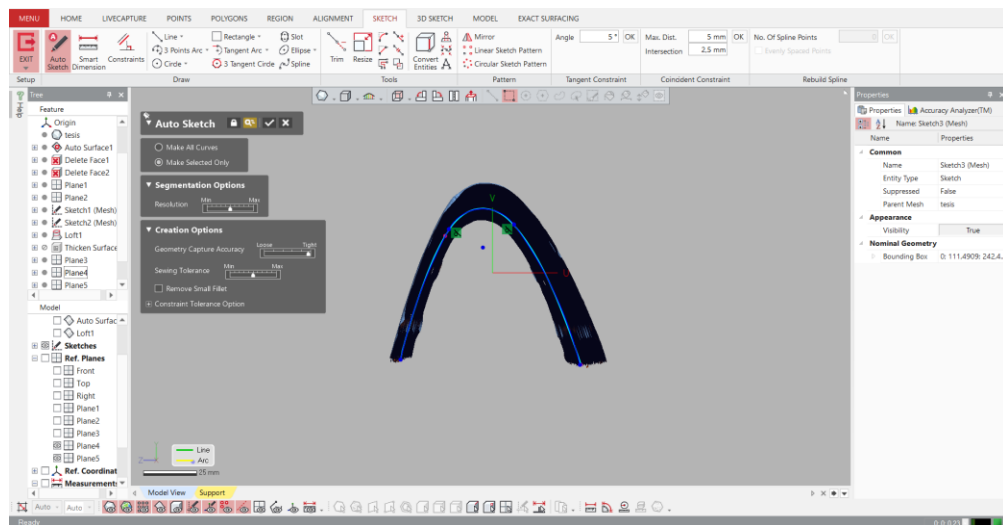 MENU HOME LIVECAPTURE POINTS POLYGONS REGION ALIGNMENT SKETCH 3D SKETCH MODEL EXACT SURFACING
EXIT Auto Sketch Smart Dimension Constraints
Line Rectangle Slot
3 Points Arc Tangent Arc Ellipse
Circle 3 Tangent Circle Spline
Trim Resize Convert Entities
Mirror
Linear Sketch Pattern
Circular Sketch Pattern
Angle 5° OK
Max. Dist. 5 mm OK
Intersection 2.5 mm
No. Of Spline Points 0 OK
Evenly Spaced Points
Setup Draw Tools Pattern Tangent Constraint Coincident Constraint Rebuild Spline
Help
Tree
Feature
Origin
tesis
Auto Surface1
Delete Face1
Delete Face2
Plane1
Plane2
Sketch1 (Mesh)
Sketch2 (Mesh)
Loft1
Thicken Surface
Plane3
Plane4
Plane5
Model
Auto Surfac
Loft1
Sketches
Ref. Planes
Front
Top
Right
Plane1
Plane2
Plane3
Plane4
Plane5
Ref. Coordinat
Measurements
Auto Sketch
Make All Curves
Make Selected Only
Segmentation Options
Resolution Min Max
Creation Options
Geometry Capture Accuracy Loose Tight
Sewing Tolerance Min Max
Remove Small Fillet
Constraint Tolerance Option
V
Line
Arc
25 mm
Model View Support
Properties
Properties Accuracy Analyzer(TM)
Name: Sketch3 (Mesh)
Name Properties
Common
Name Sketch3 (Mesh)
Entity Type Sketch
Suppressed False
Parent Mesh tesis
Appearance
Visibility True
Nominal Geometry
Bounding Box 0; 111.4909; 242.4..
Auto Auto
Ready